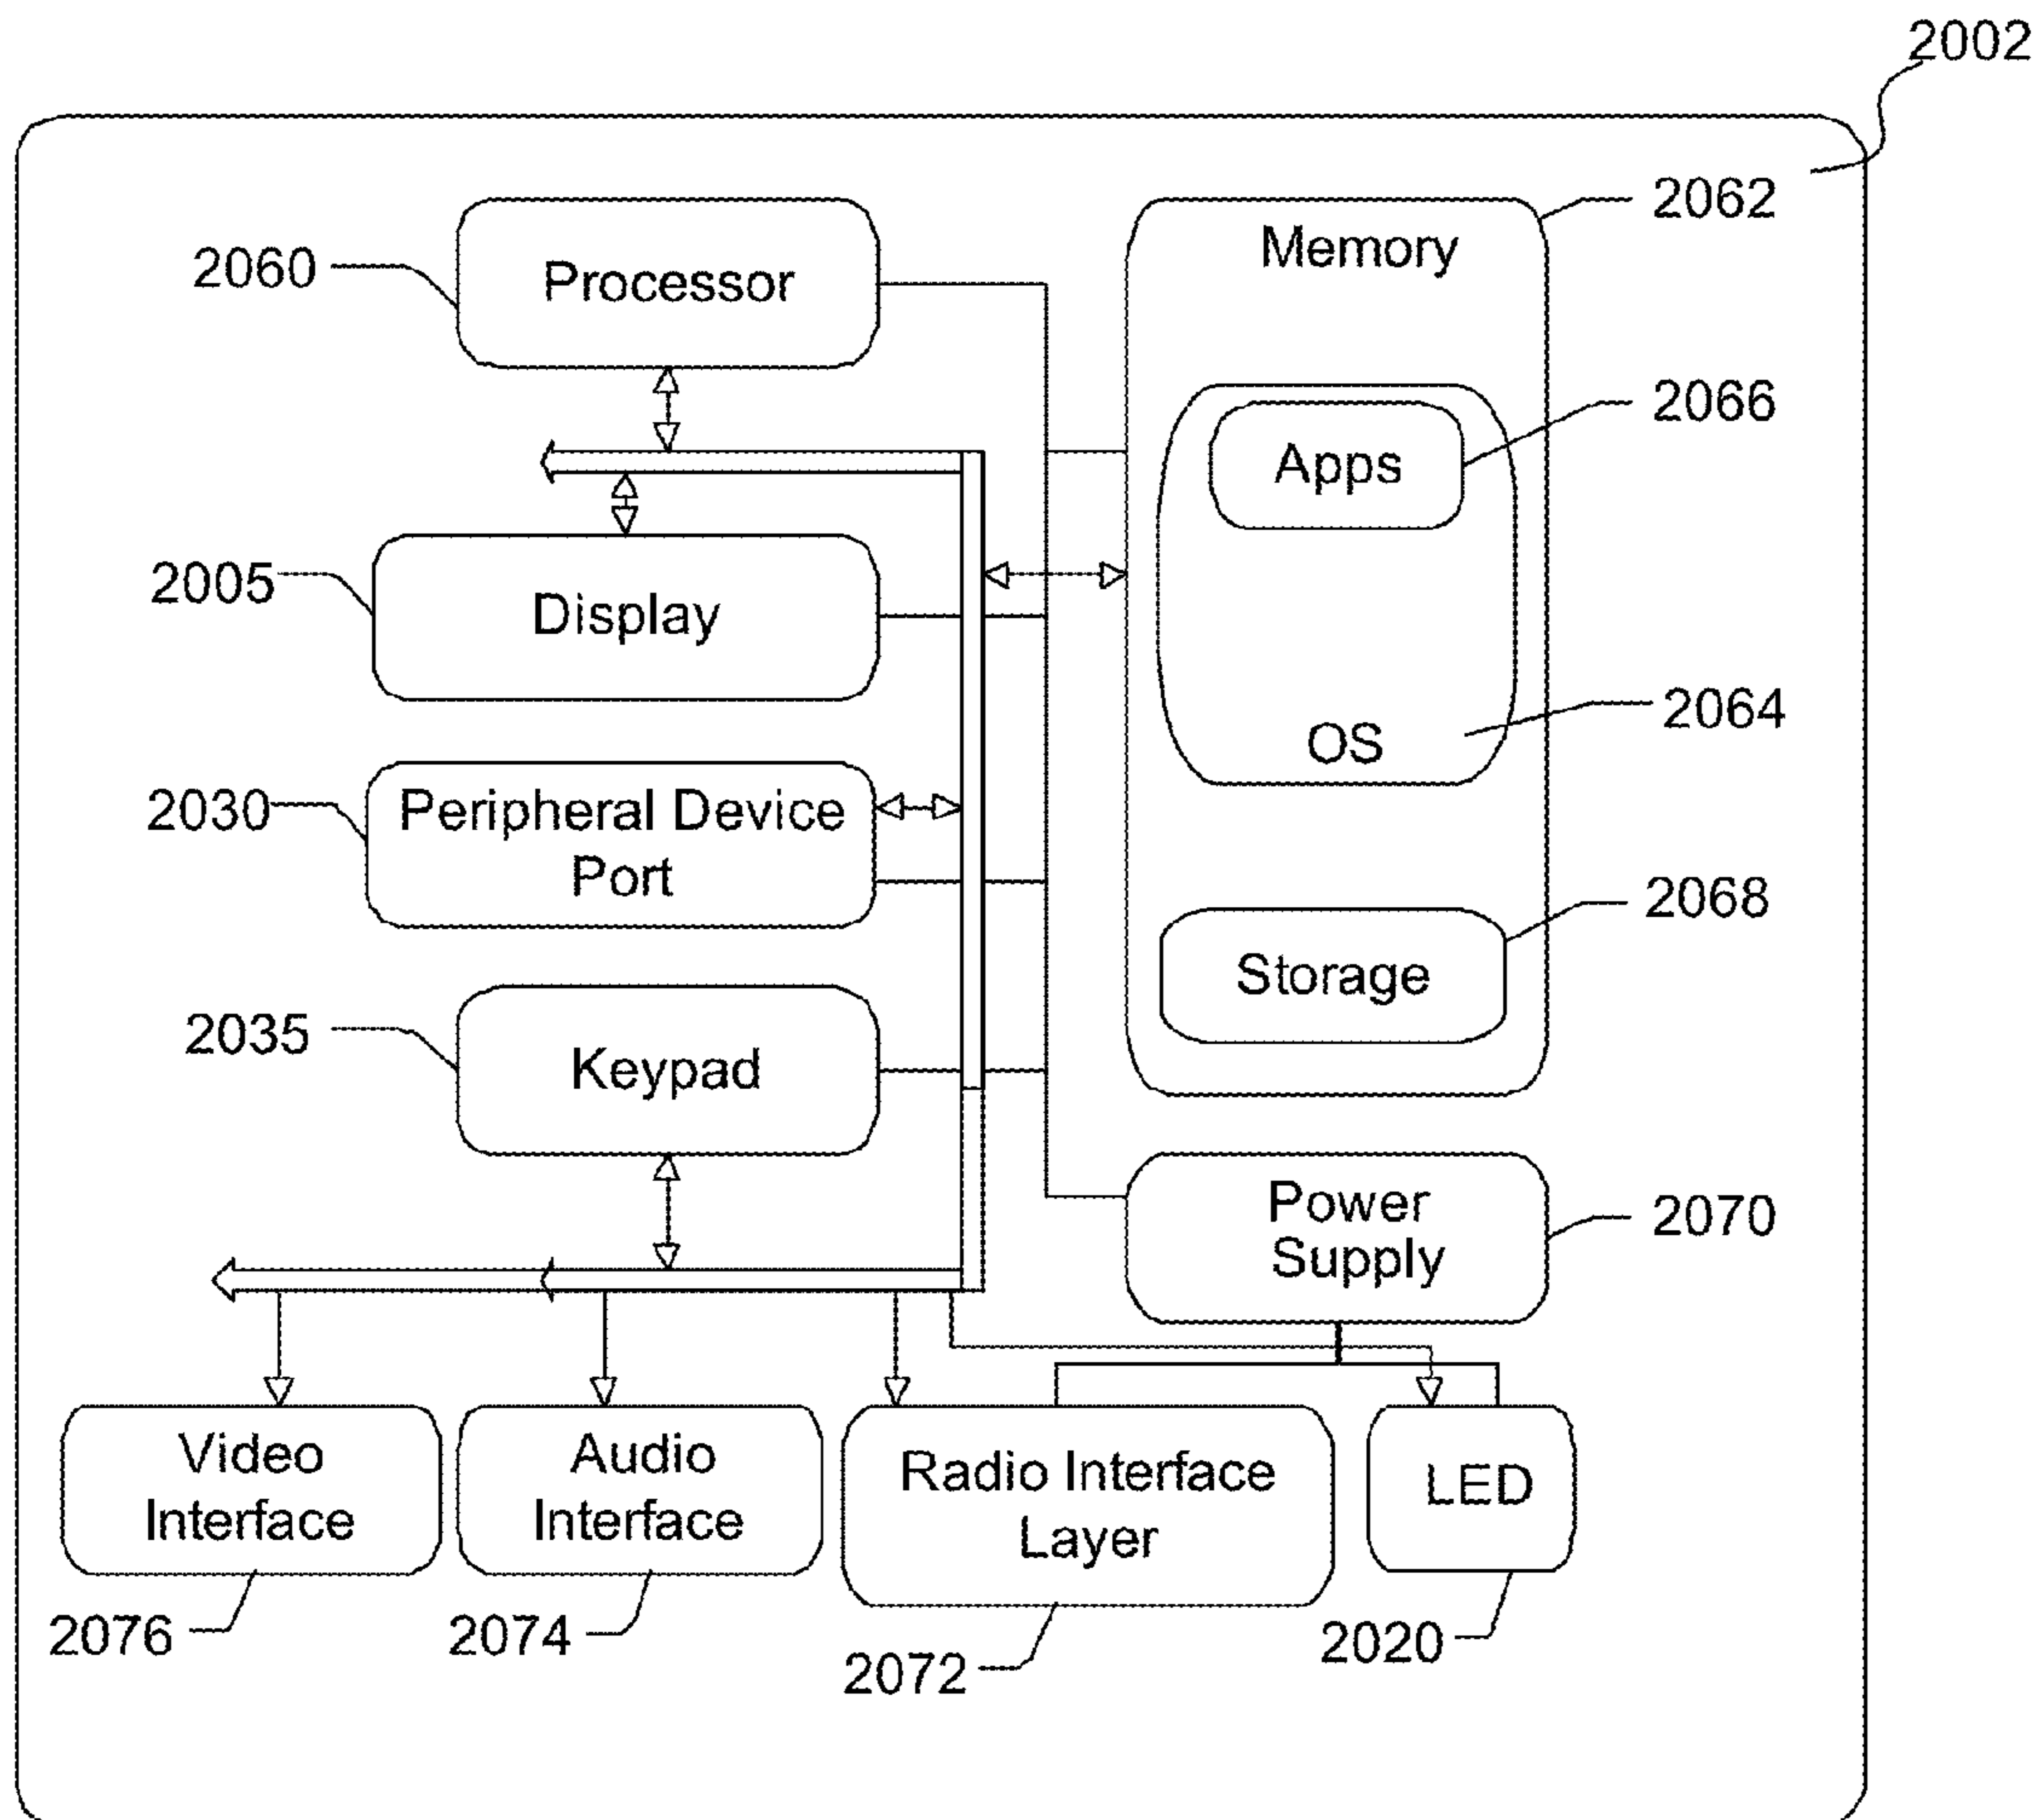 2002
2062
Memory
2060
Processor
2066
Apps
2005
Display
2064
OS
2030
Peripheral Device
Port
2068
Storage
2035
Keypad
Power
Supply
2070
Video
Interface
Audio
Interface
Radio Interface
Layer
LED
2076
2074
2072
2020